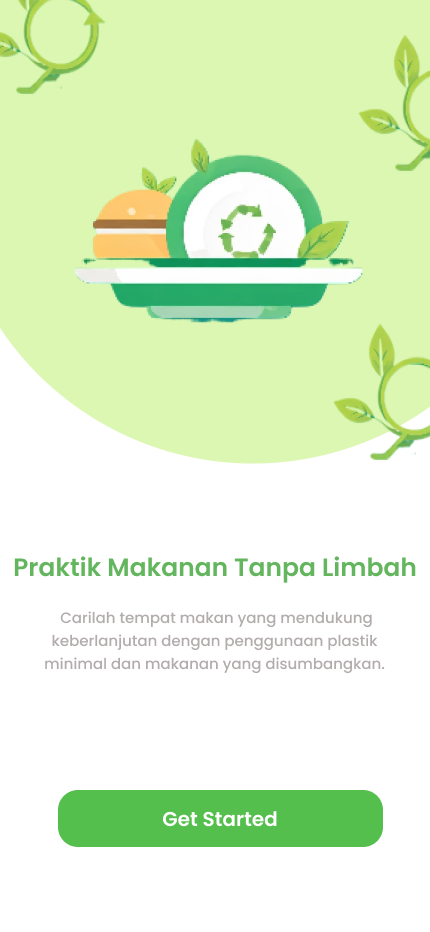 Praktik Makanan Tanpa Limbah
Carilah tempat makan yang mendukung
keberlanjutan dengan penggunaan plastik
minimal dan makanan yang disumbangkan.
Get Started